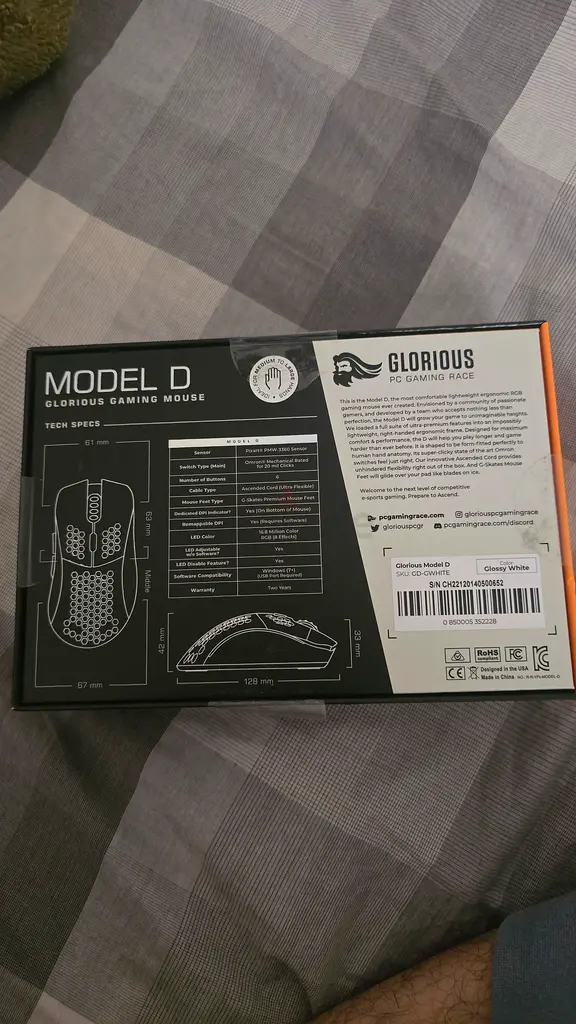 MODEL D
GLORIOUS GAMING MOUSE
TECH SPECS
61 mm
63 mm
Middle
67 mm
MODEL D
Sensor Pixart® PMW-3360 Sensor
Switch Type (Main) Omron® Mechanical Rated for 20 mil Clicks
Number of Buttons 6
Cable Type Ascended Cord (Ultra-Flexible)
Mouse Feet Type G-Skates Premium Mouse Feet
Dedicated DPI Indicator? Yes (On Bottom of Mouse)
Remappable DPI Yes (Requires Software)
LED Color 16.8 Million Color RGB (8 Effects)
LED Adjustable w/o Software? Yes
LED Disable Feature? Yes
Software Compatibility Windows (7+) (USB Port Required)
Warranty Two Years
42 mm
33 mm
128 mm
IDEAL FOR MEDIUM TO LARGE HANDS
GLORIOUS
PC GAMING RACE
This is the Model D, the most comfortable lightweight ergonomic RGB
gaming mouse ever created. Envisioned by a community of passionate
gamers, and developed by a team who accepts nothing less than
perfection, the Model D will grow your game to unimaginable heights.
We loaded a full suite of ultra-premium features into an impossibly
lightweight, right-handed ergonomic frame. Designed for maximum
comfort & performance, the D will help you play longer and game
harder than ever before. It is shaped to be form-fitted perfectly to
human hand anatomy. Its super-clicky state of the art Omron
switches feel just right. Our innovative Ascended Cord provides
unhindered flexibility right out of the box. And G-Skates Mouse
Feet will glide over your pad like blades on ice.
Welcome to the next level of competitive
e-sports gaming. Prepare to Ascend.
pcgamingrace.com gloriouspcgamingrace
gloriouspcgr pcgamingrace.com/discord
Glorious Model D
SKU: GD-GWHITE
Color:
Glossy White
S/N CH22120140500652
0 850005 352228
RoHS
compliant
FC
CE
Designed in the USA
Made in China